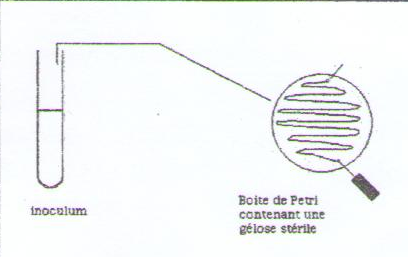 inoculum
Boite de Petri
contenant une
gélose stérile